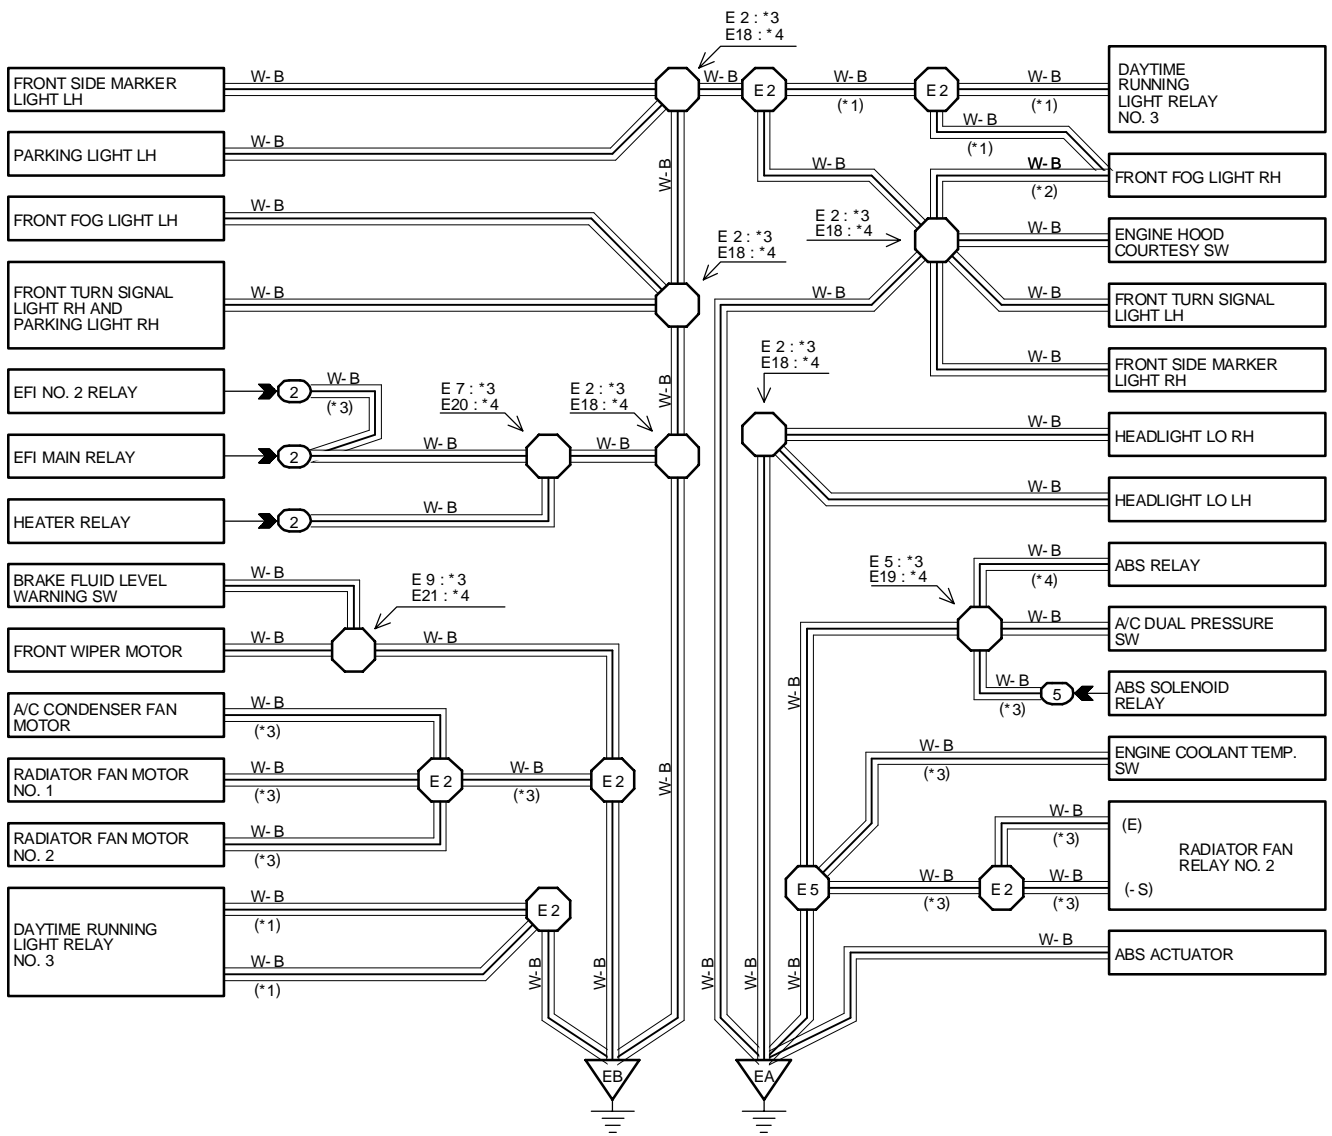 E 2 : *3
E18 : *4
FRONT SIDE MARKER
LIGHT LH
W- B
W- B
E 2
W- B
(*1)
E 2
W- B
(*1)
DAYTIME
RUNNING
LIGHT RELAY
NO. 3
PARKING LIGHT LH
W- B
W- B
W- B
W- B
(*1)
W- B
(*2)
FRONT FOG LIGHT RH
FRONT FOG LIGHT LH
W- B
E 2 : *3
E18 : *4
E 2 : *3
E18 : *4
W- B
ENGINE HOOD
COURTESY SW
FRONT TURN SIGNAL
LIGHT RH AND
PARKING LIGHT RH
W- B
W- B
W- B
FRONT TURN SIGNAL
LIGHT LH
EFI NO. 2 RELAY
2
W- B
(*3)
E 7 : *3
E20 : *4
E 2 : *3
E18 : *4
W- B
E 2 : *3
E18 : *4
W- B
FRONT SIDE MARKER
LIGHT RH
EFI MAIN RELAY
2
W- B
W- B
W- B
HEADLIGHT LO RH
HEATER RELAY
2
W- B
W- B
HEADLIGHT LO LH
BRAKE FLUID LEVEL
WARNING SW
W- B
E 9 : *3
E21 : *4
E 5 : *3
E19 : *4
W- B
(*4)
ABS RELAY
FRONT WIPER MOTOR
W- B
W- B
W- B
A/C DUAL PRESSURE
SW
A/C CONDENSER FAN
MOTOR
W- B
(*3)
W- B
W- B
(*3)
5
ABS SOLENOID
RELAY
RADIATOR FAN MOTOR
NO. 1
W- B
(*3)
E 2
W- B
(*3)
E 2
W- B
W- B
(*3)
ENGINE COOLANT TEMP.
SW
RADIATOR FAN MOTOR
NO. 2
W- B
(*3)
W- B
(*3)
(E)
RADIATOR FAN
RELAY NO. 2
E 5
W- B
(*3)
E 2
W- B
(*3)
(- S)
DAYTIME RUNNING
LIGHT RELAY
NO. 3
W- B
(*1)
E 2
W- B
(*1)
W- B
W- B
W- B
W- B
W- B
W- B
ABS ACTUATOR
EB
EA